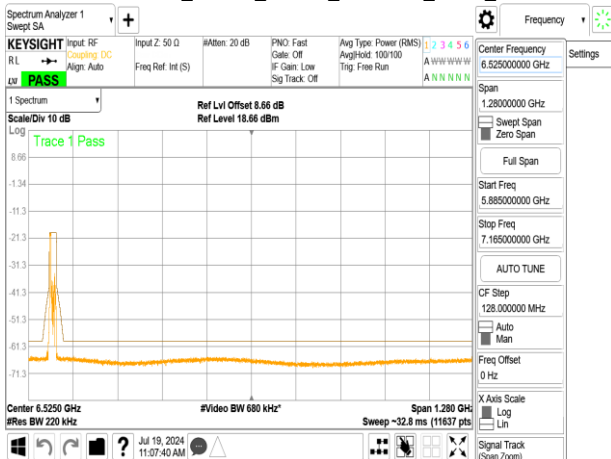 Spectrum Analyzer 1
Swept SA
+
Frequency
KEYSIGHT
RL
LXI PASS
Input: RF
Coupling: DC
Align: Auto
Input Z: 50 Ω
Freq Ref: Int (S)
#Atten: 20 dB
PNO: Fast
Gate: Off
IF Gain: Low
Sig Track: Off
Avg Type: Power (RMS)
Avg|Hold: 100/100
Trig: Free Run
1 2 3 4 5 6
A W W W W W
A N N N N N
Center Frequency
6.525000000 GHz
Settings
Span
1.28000000 GHz
Swept Span
Zero Span
Full Span
Start Freq
5.885000000 GHz
Stop Freq
7.165000000 GHz
AUTO TUNE
CF Step
128.000000 MHz
Auto
Man
Freq Offset
0 Hz
X Axis Scale
Log
Lin
Signal Track
(Span Zoom)
1 Spectrum
Scale/Div 10 dB
Ref Lvl Offset 8.66 dB
Ref Level 18.66 dBm
Log
Trace 1 Pass
8.66
-1.34
-11.3
-21.3
-31.3
-41.3
-51.3
-61.3
-71.3
Center 6.5250 GHz
#Video BW 680 kHz*
Span 1.280 GHz
#Res BW 220 kHz
Sweep ~32.8 ms (11637 pts
?
Jul 19, 2024
11:07:40 AM